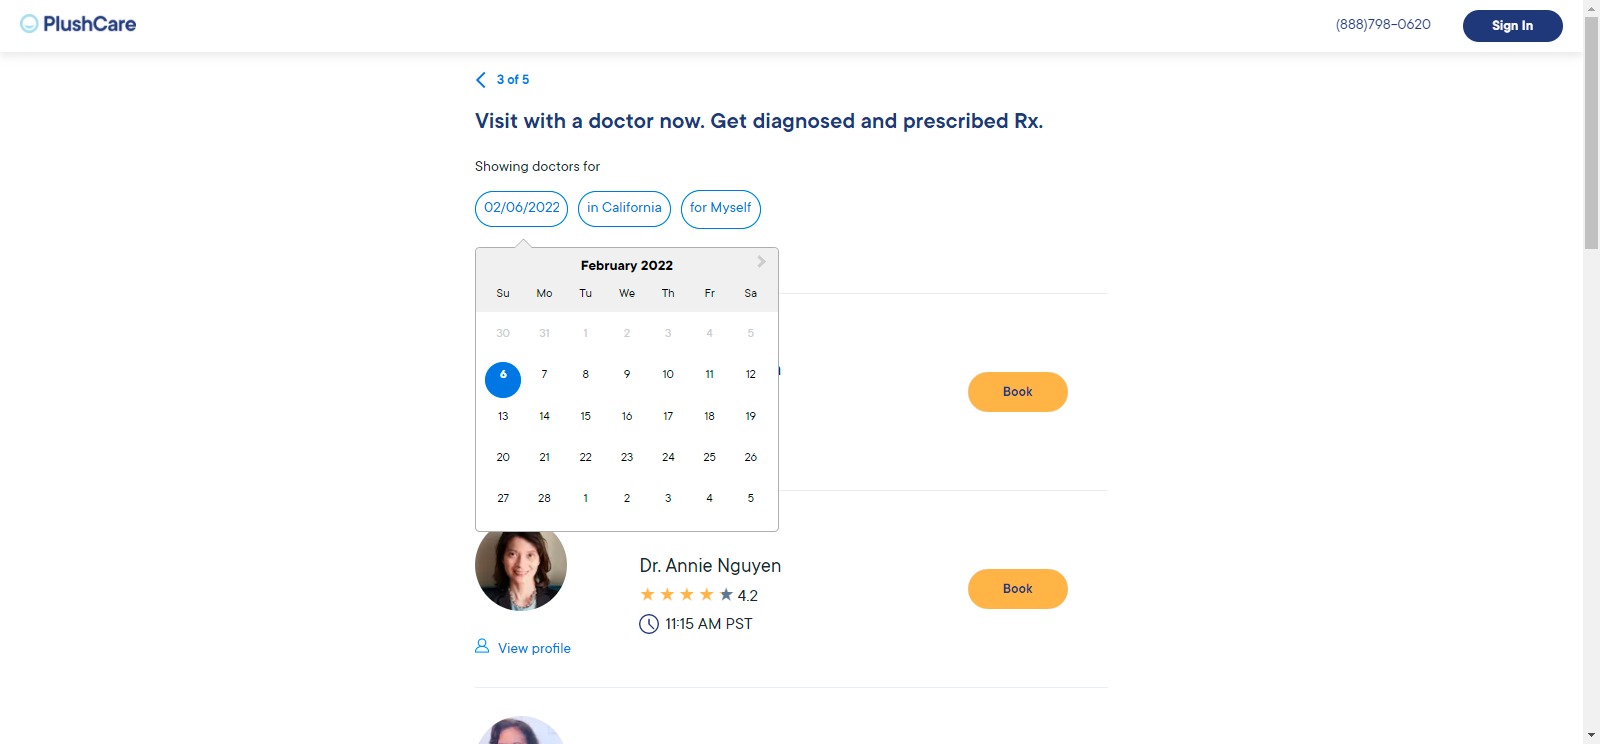 PlushCare
(888)798-0620
Sign In
3 of 5
Visit with a doctor now. Get diagnosed and prescribed Rx.
Showing doctors for
02/06/2022 in California for Myself
February 2022
Su Mo Tu We Th Fr Sa
30 31 1 2 3 4 5
6 7 8 9 10 11 12
13 14 15 16 17 18 19
20 21 22 23 24 25 26
27 28 1 2 3 4 5
Book
Dr. Annie Nguyen
4.2
11:15 AM PST
Book
View profile